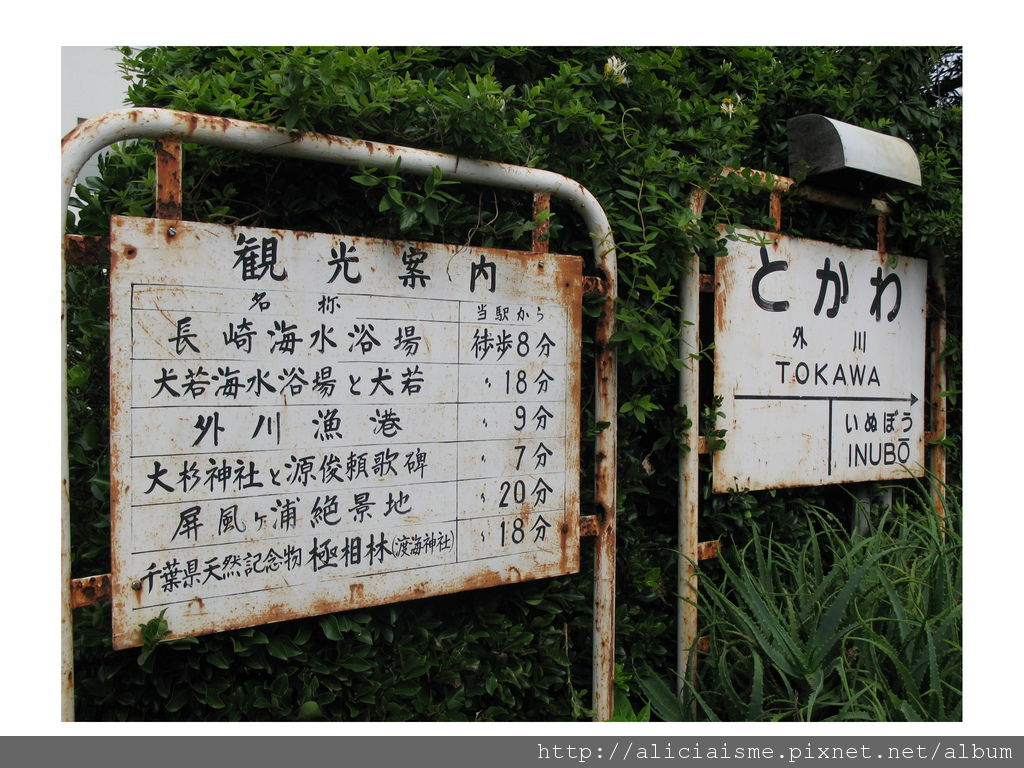 観光案内
名称 当駅から
長崎海水浴場 徒歩8分
犬若海水浴場と犬若 〃 18分
外川漁港 〃 9分
大杉神社と源俊頼歌碑 〃 7分
屏風ヶ浦絶景地 〃 20分
千葉県天然記念物極相林(渡海神社) 〃 18分
とかわ
外川
TOKAWA
いぬぼう
INUBŌ
http://aliciaisme.pixnet.net/album